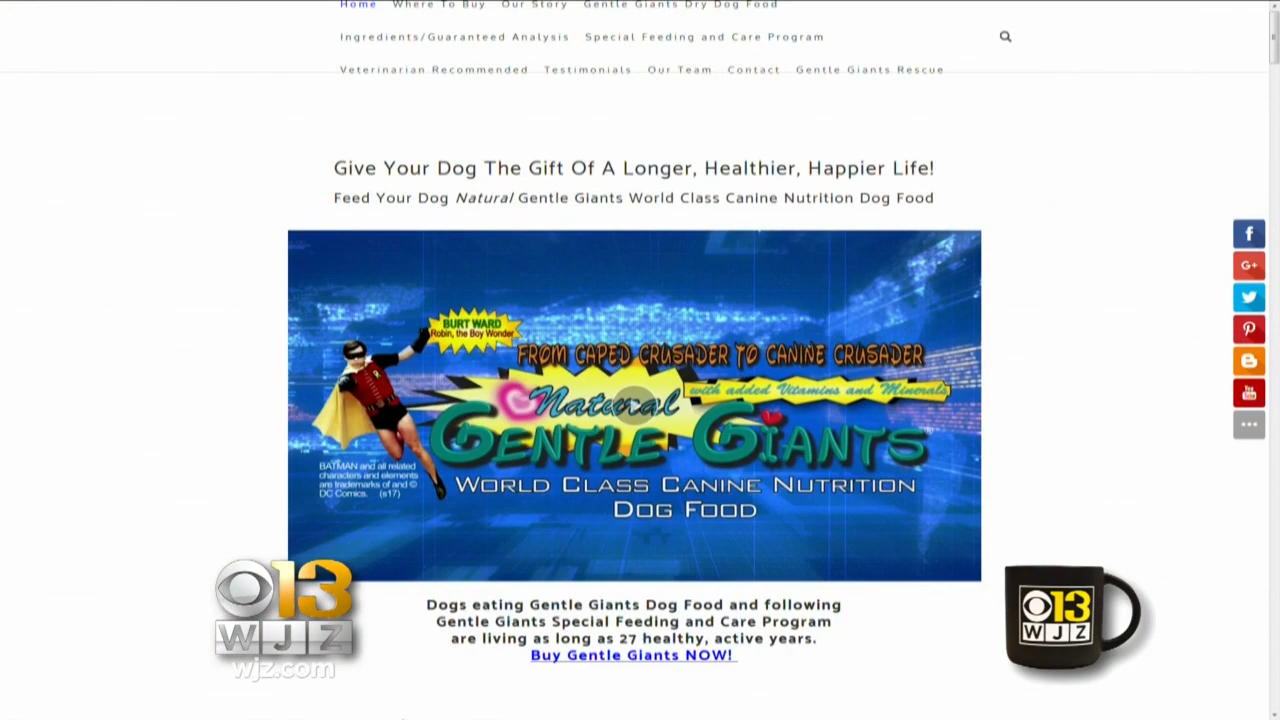 Home Where To Buy Our Story Gentle Giants Dry Dog Food
Ingredients/Guaranteed Analysis Special Feeding and Care Program
Veterinarian Recommended Testimonials Our Team Contact Gentle Giants Rescue
Give Your Dog The Gift Of A Longer, Healthier, Happier Life!
Feed Your Dog Natural Gentle Giants World Class Canine Nutrition Dog Food
BURT WARD
Robin, the Boy Wonder
FROM CAPED CRUSADER TO CANINE CRUSADER
with added Vitamins and Minerals
Natural
GENTLE GIANTS
WORLD CLASS CANINE NUTRITION
DOG FOOD
BATMAN and all related
characters and elements
are trademarks of and ©
DC Comics. (s17)
Dogs eating Gentle Giants Dog Food and following
Gentle Giants Special Feeding and Care Program
are living as long as 27 healthy, active years.
Buy Gentle Giants NOW!
f
G+
You
Tube
13
WJZ
wjz.com
13
WJZ